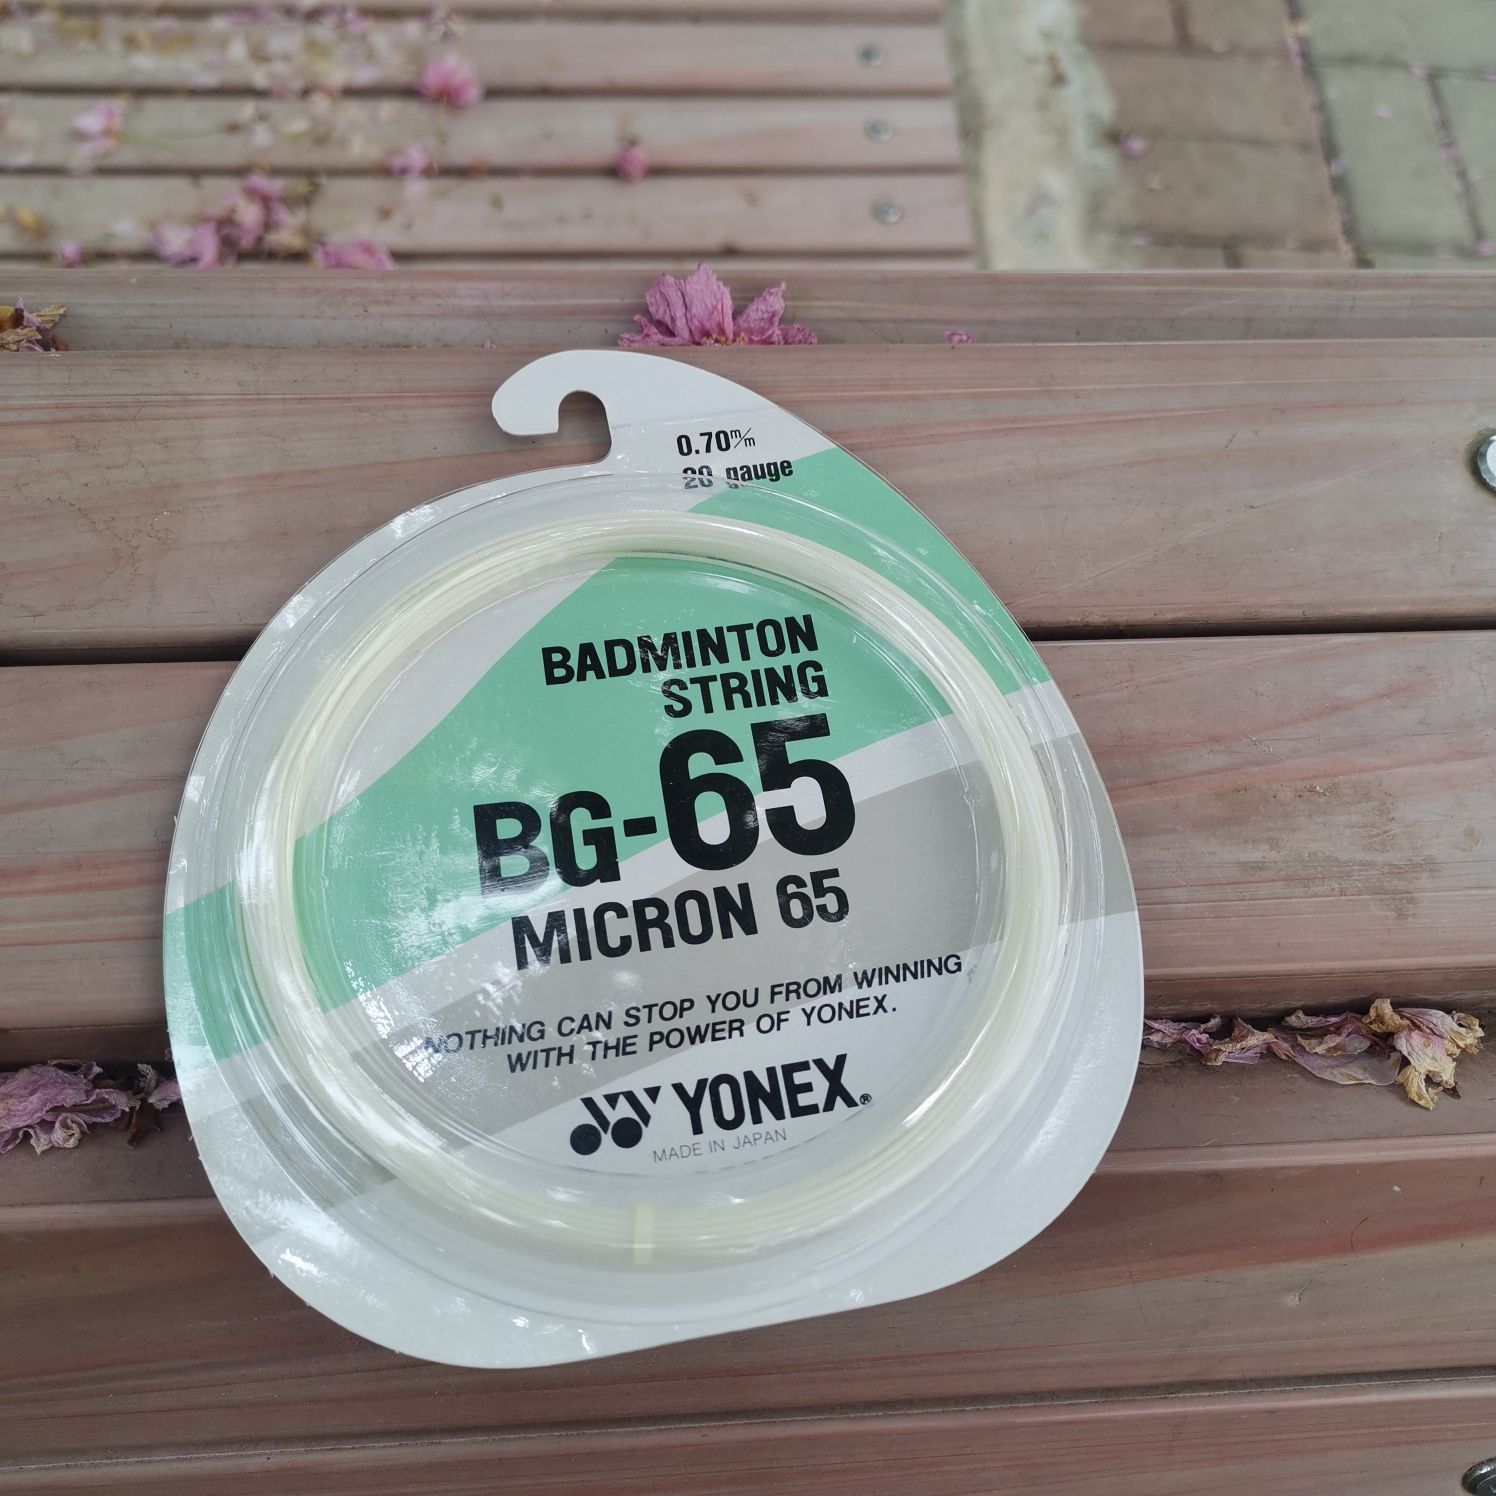 0.70m/m
20 gauge
BADMINTON
STRING
BG-65
MICRON 65
NOTHING CAN STOP YOU FROM WINNING
WITH THE POWER OF YONEX.
YONEX®
MADE IN JAPAN